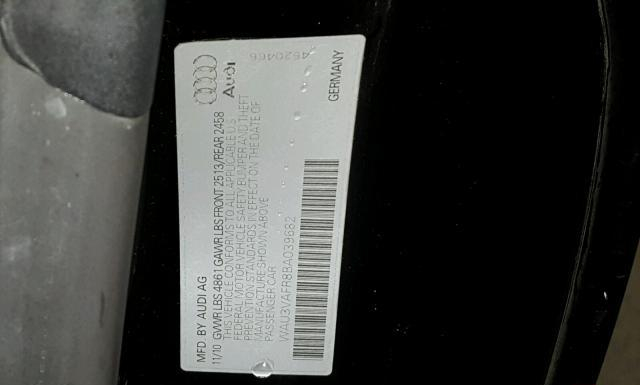 MFD. BY AUDI AG
11/10 GVWR LBS 4861 GAWR LBS FRONT 2513/REAR 2458
THIS VEHICLE CONFORMS TO ALL APPLICABLE U.S.
FEDERAL MOTOR VEHICLE SAFETY BUMPER AND THEFT
PREVENTION STANDARDS IN EFFECT ON THE DATE OF
MANUFACTURE SHOWN ABOVE
PASSENGER CAR
WAU3VAFR8BA039682
Audi
4520466
GERMANY